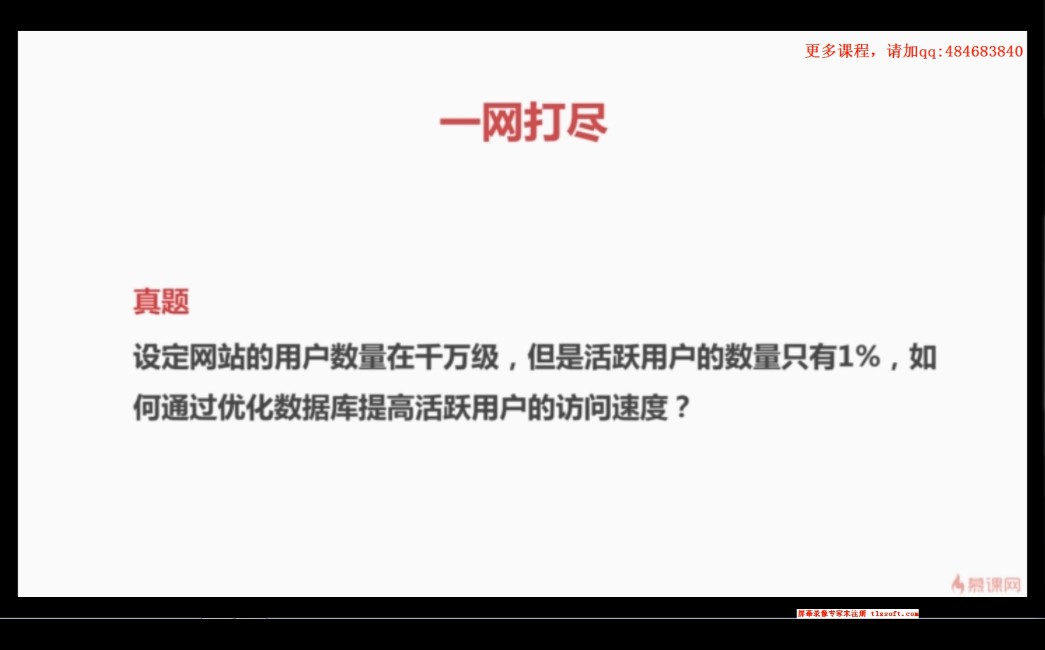 更多课程，请加qq:484683840
一网打尽
真题
设定网站的用户数量在千万级，但是活跃用户的数量只有1%，如
何通过优化数据库提高活跃用户的访问速度？
慕课网
屏幕录像专家未注册 tlxsoft.com